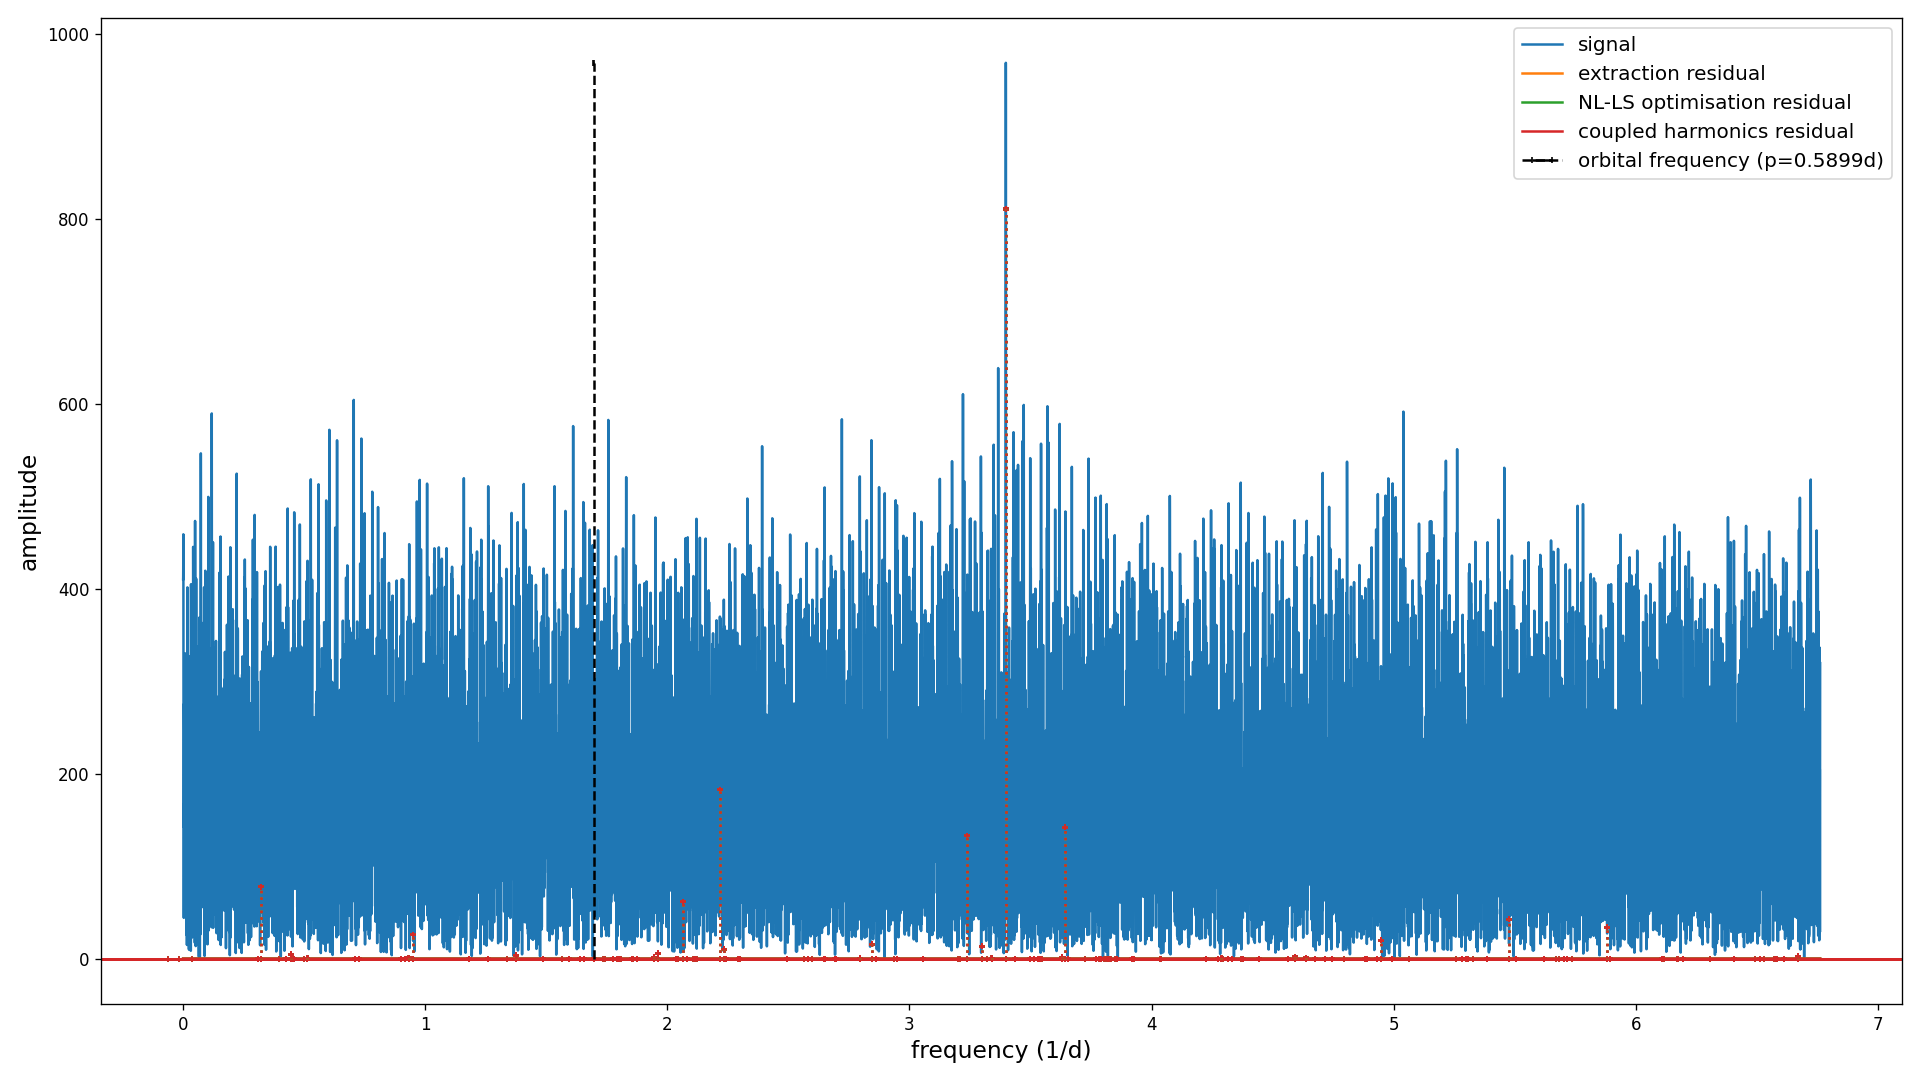 1000
800
600
400
200
0
amplitude
signal
extraction residual
NL-LS optimisation residual
coupled harmonics residual
orbital frequency (p=0.5899d)
0 1 2 3 4 5 6 7
frequency (1/d)